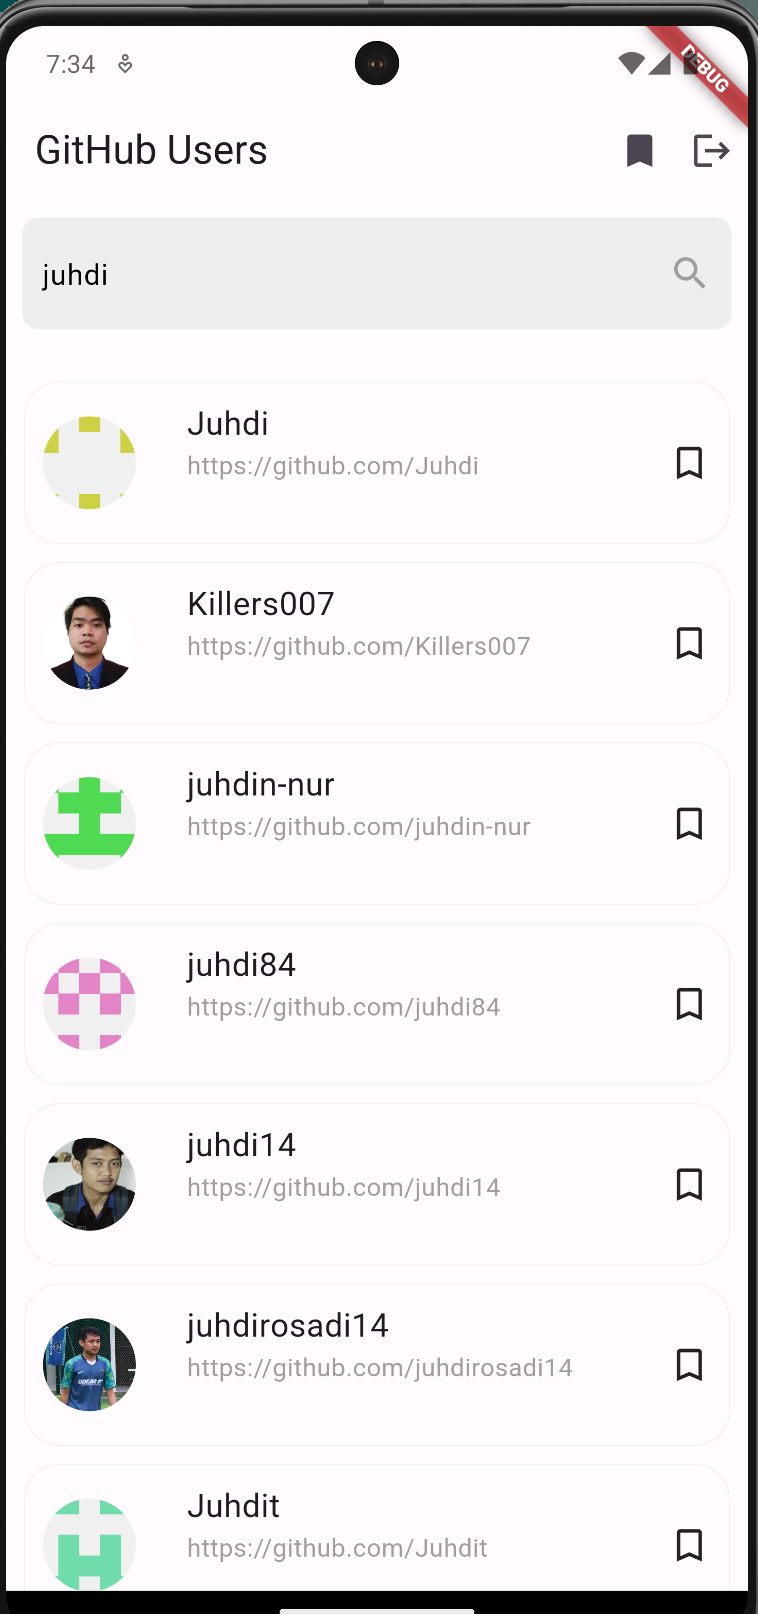 7:34
DEBUG
GitHub Users
juhdi
Juhdi
https://github.com/Juhdi
Killers007
https://github.com/Killers007
juhdin-nur
https://github.com/juhdin-nur
juhdi84
https://github.com/juhdi84
juhdi14
https://github.com/juhdi14
juhdirosadi14
https://github.com/juhdirosadi14
Juhdit
https://github.com/Juhdit